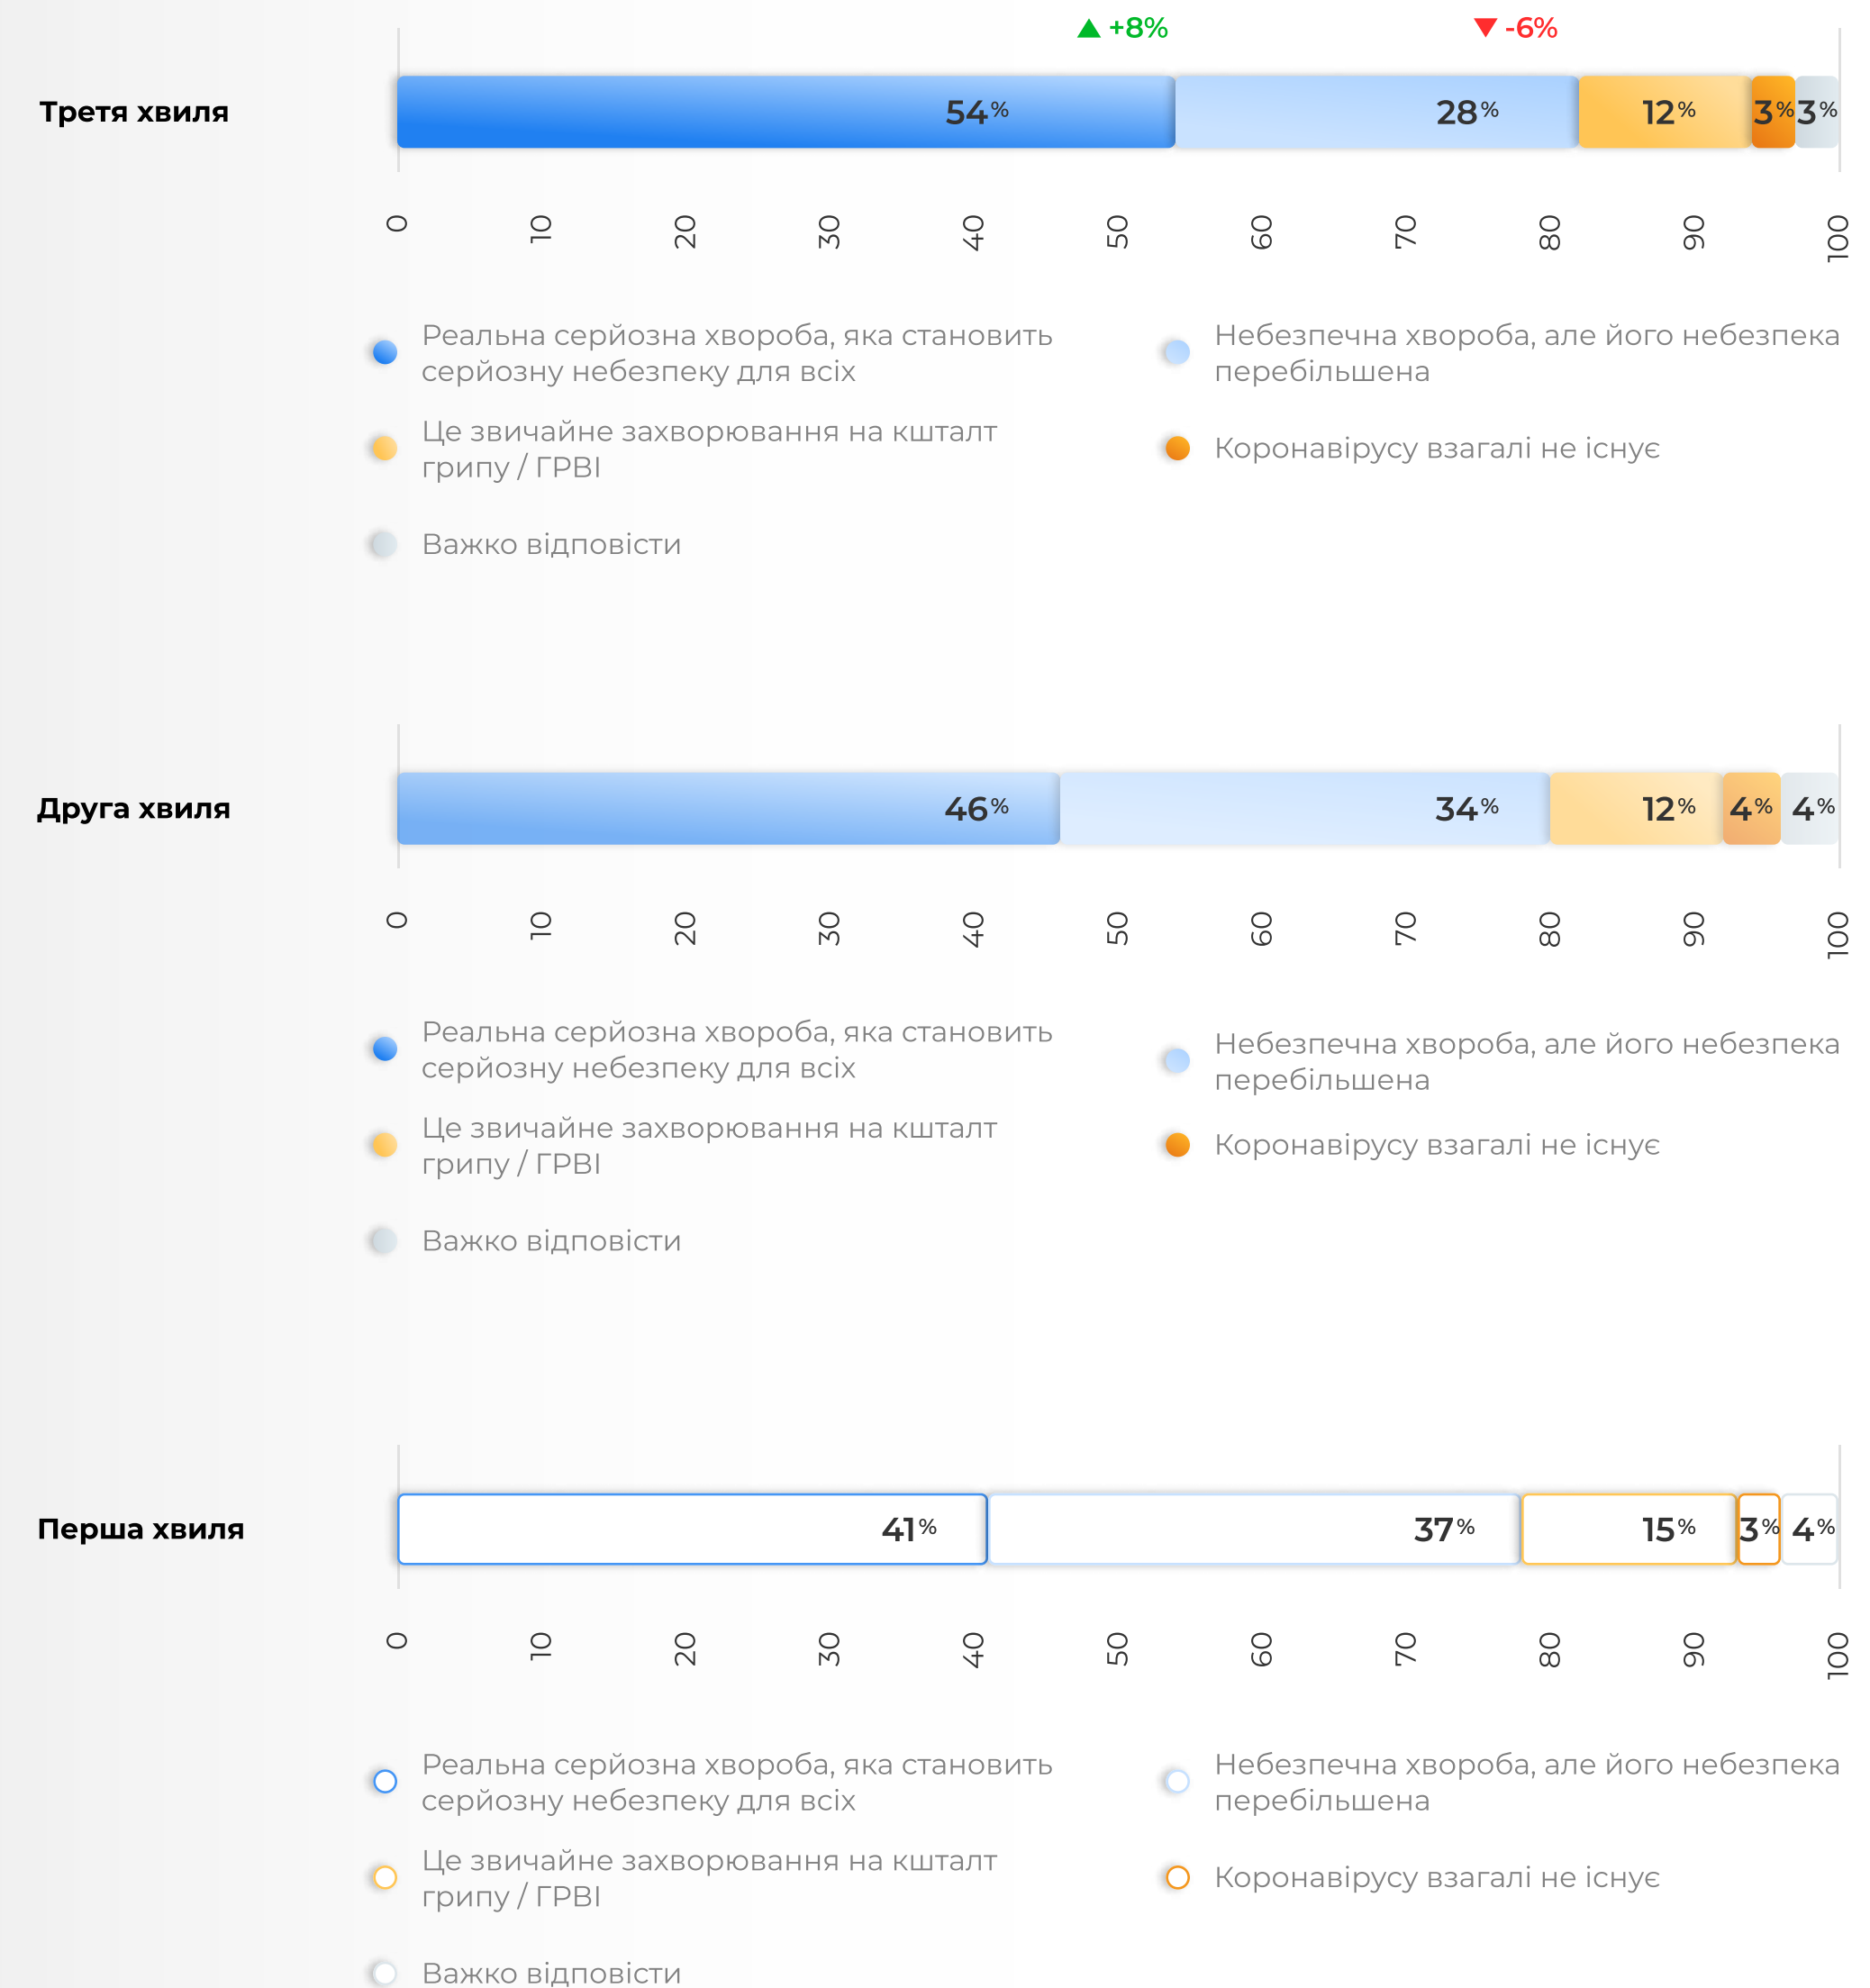 ▲ +8% ▼ -6%
Третя хвиля 54% 28% 12% 3% 3%
0 10 20 30 40 50 60 70 80 90 100
Реальна серйозна хвороба, яка становить
серйозну небезпеку для всіх
Небезпечна хвороба, але його небезпека
перебільшена
Це звичайне захворювання на кшталт
грипу / ГРВІ
Коронавірусу взагалі не існує
Важко відповісти
Друга хвиля 46% 34% 12% 4% 4%
0 10 20 30 40 50 60 70 80 90 100
Реальна серйозна хвороба, яка становить
серйозну небезпеку для всіх
Небезпечна хвороба, але його небезпека
перебільшена
Це звичайне захворювання на кшталт
грипу / ГРВІ
Коронавірусу взагалі не існує
Важко відповісти
Перша хвиля 41% 37% 15% 3% 4%
0 10 20 30 40 50 60 70 80 90 100
Реальна серйозна хвороба, яка становить
серйозну небезпеку для всіх
Небезпечна хвороба, але його небезпека
перебільшена
Це звичайне захворювання на кшталт
грипу / ГРВІ
Коронавірусу взагалі не існує
Важко відповісти